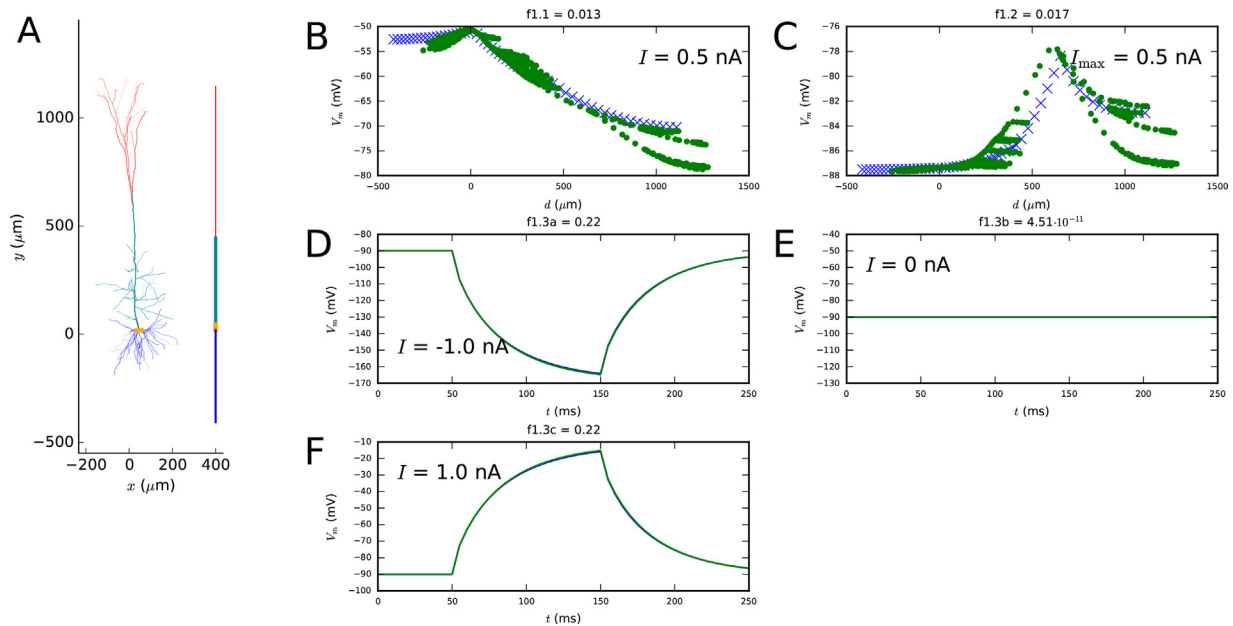 A
1000
500
0
−500
y (μm)
−200 0 200 400
x (μm)
B
f1.1 = 0.013
I = 0.5 nA
−50
−55
−60
−65
−70
−75
−80
V_m (mV)
−500 0 500 1000 1500
d (μm)
C
f1.2 = 0.017
I_max = 0.5 nA
−76
−78
−80
−82
−84
−86
−88
V_m (mV)
−500 0 500 1000 1500
d (μm)
D
f1.3a = 0.22
I = -1.0 nA
−80
−90
−100
−110
−120
−130
−140
−150
−160
−170
V_m (mV)
0 50 100 150 200 250
t (ms)
E
f1.3b = 4.51·10⁻¹¹
I = 0 nA
−40
−50
−60
−70
−80
−90
−100
−110
−120
−130
V_m (mV)
0 50 100 150 200 250
t (ms)
F
f1.3c = 0.22
I = 1.0 nA
−10
−20
−30
−40
−50
−60
−70
−80
−90
−100
V_m (mV)
0 50 100 150 200 250
t (ms)